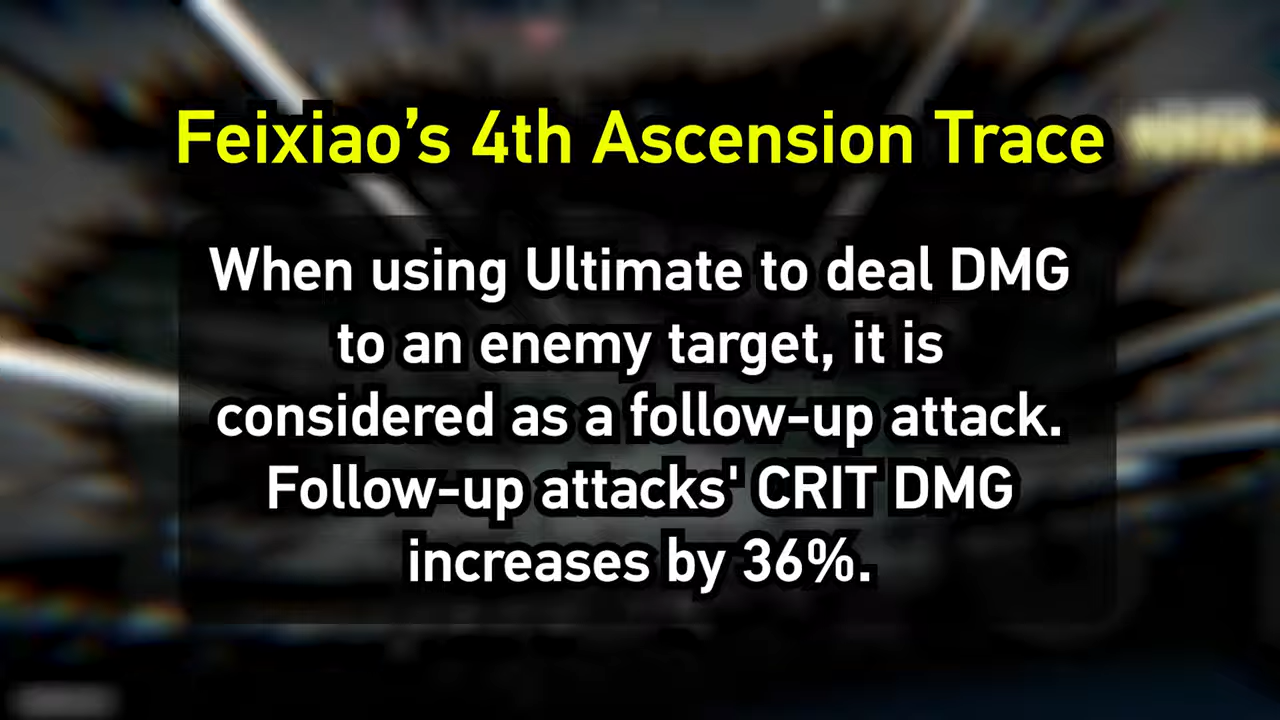 Feixiao’s 4th Ascension Trace
When using Ultimate to deal DMG
to an enemy target, it is
considered as a follow-up attack.
Follow-up attacks' CRIT DMG
increases by 36%.